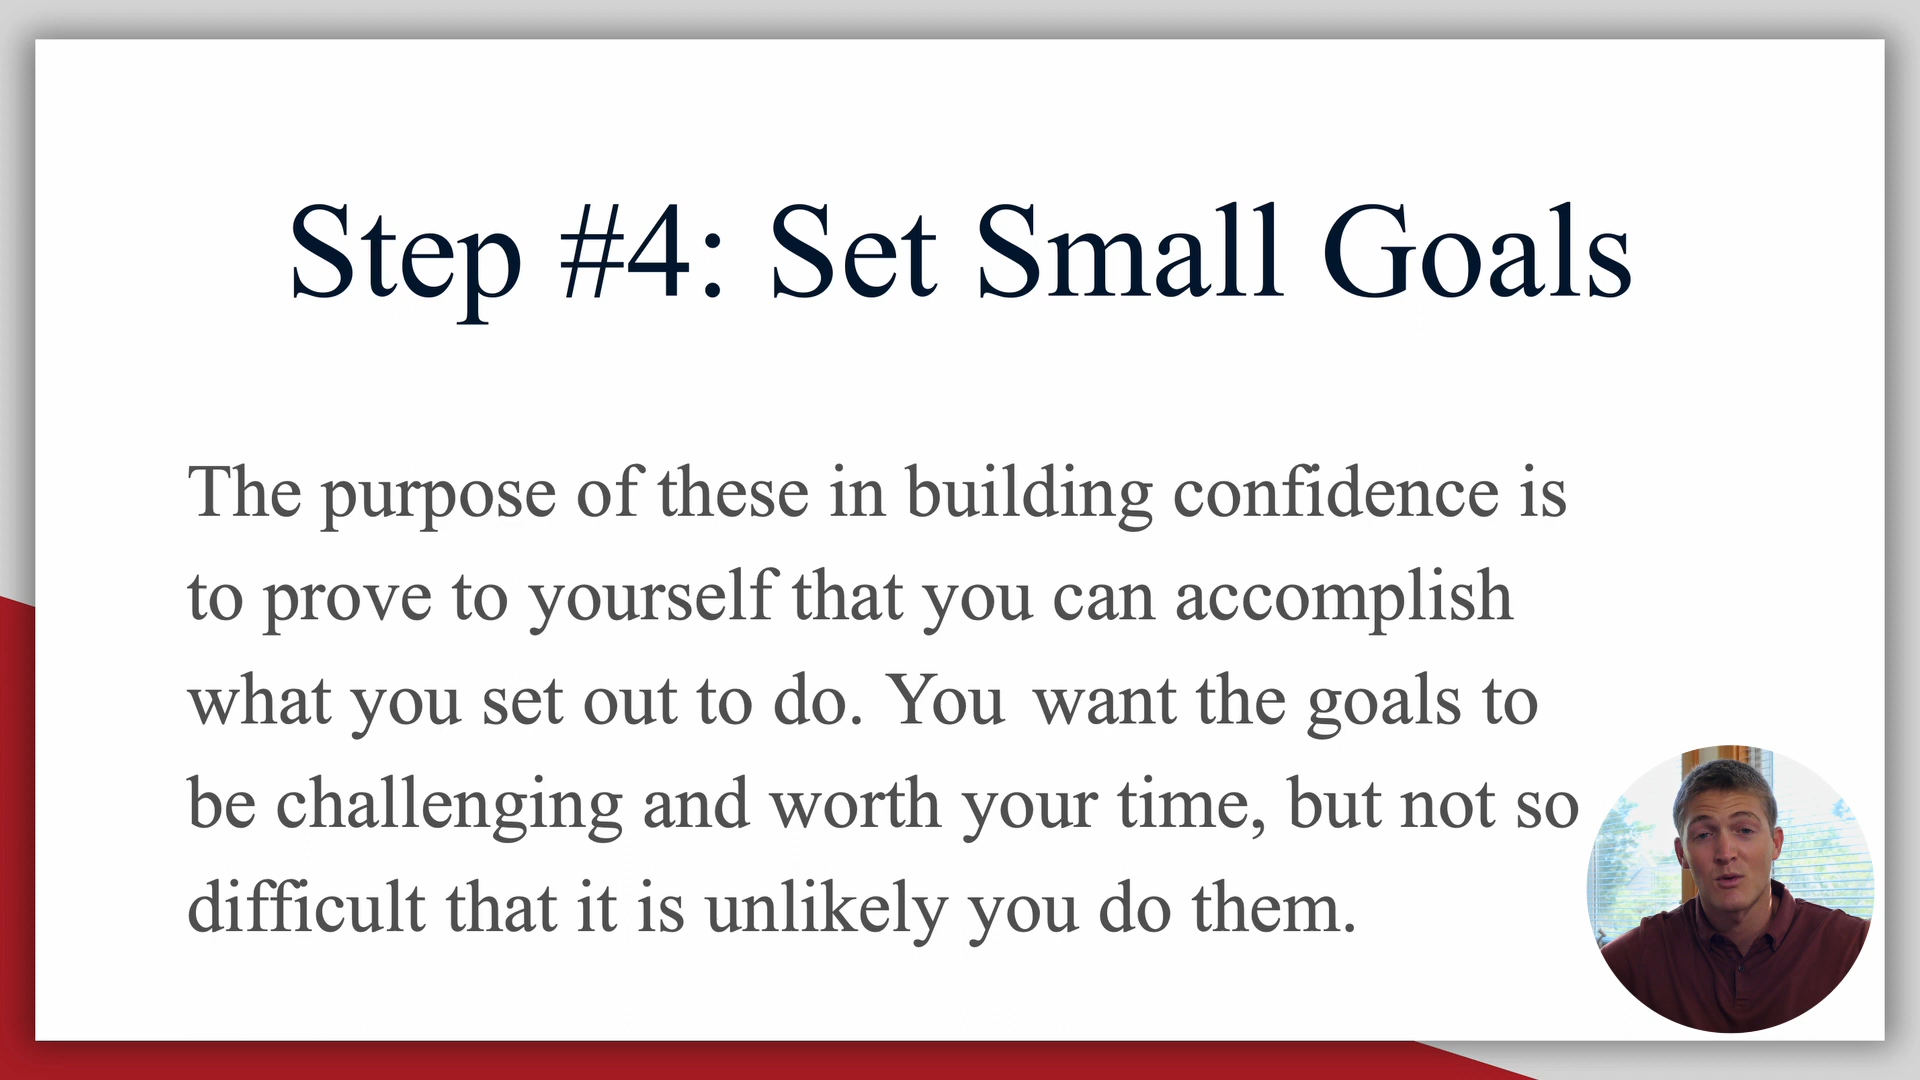 Step #4: Set Small Goals
The purpose of these in building confidence is
to prove to yourself that you can accomplish
what you set out to do. You want the goals to
be challenging and worth your time, but not so
difficult that it is unlikely you do them.